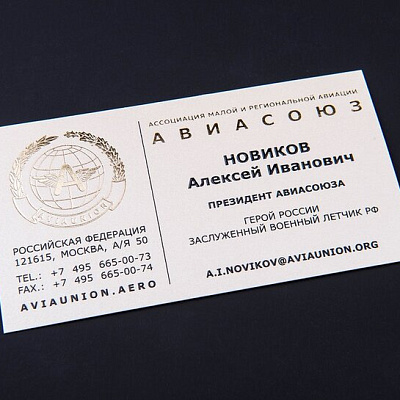 AVIAUNION
РОССИЙСКАЯ ФЕДЕРАЦИЯ
121615, МОСКВА, А/Я 50
TEL.: +7 495 665-00-73
FAX.: +7 495 665-00-74
AVIAUNION.AERO
АССОЦИАЦИЯ МАЛОЙ И РЕГИОНАЛЬНОЙ АВИАЦИИ
АВИАСОЮЗ
НОВИКОВ
Алексей Иванович
ПРЕЗИДЕНТ АВИАСОЮЗА
ГЕРОЙ РОССИИ
ЗАСЛУЖЕННЫЙ ВОЕННЫЙ ЛЕТЧИК РФ
A.I.NOVIKOV@AVIAUNION.ORG